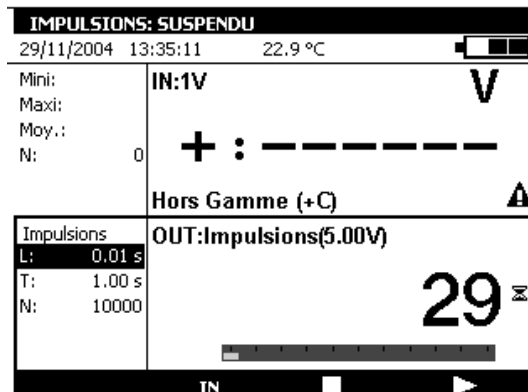 IMPULSIONS: SUSPENDU
29/11/2004 13:35:11 22.9 °C
Mini:
Maxi:
Moy.:
N: 0
IN:1V V
+ : - - - - - -
Hors Gamme (+C)
Impulsions
L: 0.01 s
T: 1.00 s
N: 10000
OUT:Impulsions(5.00V)
29
IN